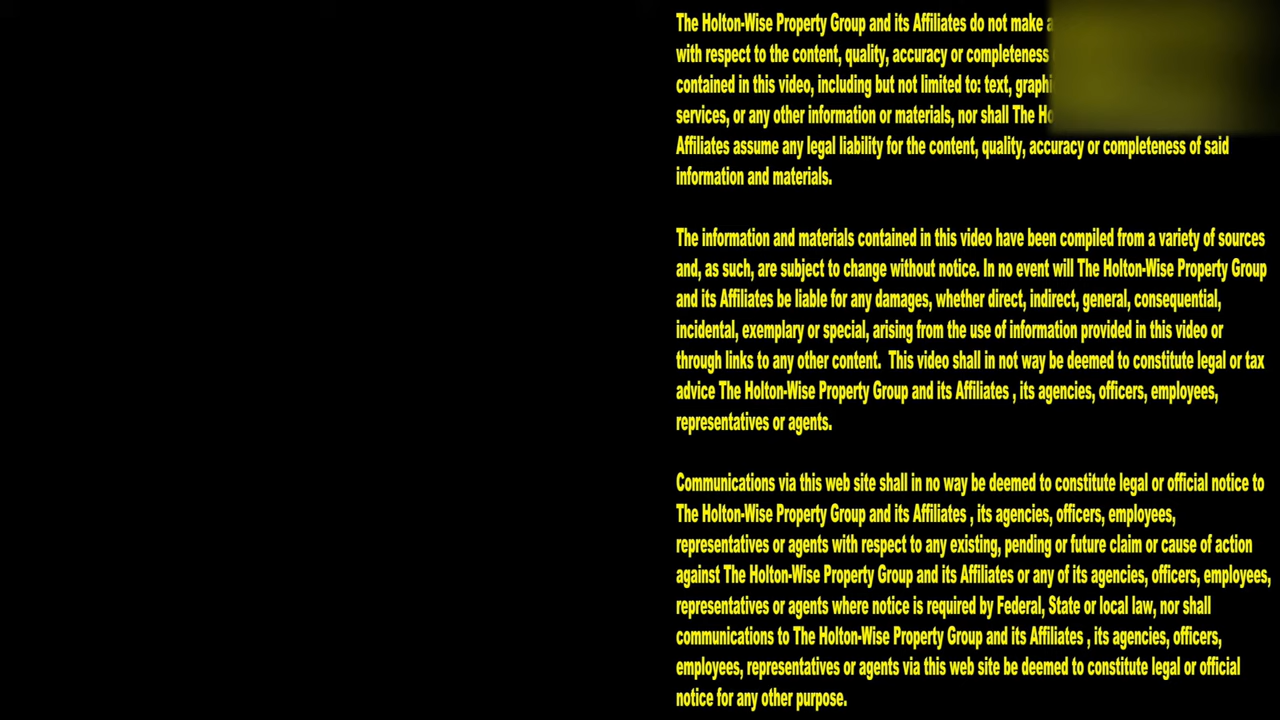 The Holton-Wise Property Group and its Affiliates do not make
with respect to the content, quality, accuracy or completeness
contained in this video, including but not limited to: text,
services, or any other information or materials, nor shall The
Affiliates assume any legal liability for the content, quality, accuracy or completeness of said
information and materials.
The information and materials contained in this video have been compiled from a variety of sources
and, as such, are subject to change without notice. In no event will The Holton-Wise Property Group
and its Affiliates be liable for any damages, whether direct, indirect, general, consequential,
incidental, exemplary or special, arising from the use of information provided in this video or
through links to any other content.  This video shall in not way be deemed to constitute legal or tax
advice The Holton-Wise Property Group and its Affiliates , its agencies, officers, employees,
representatives or agents.
Communications via this web site shall in no way be deemed to constitute legal or official notice to
The Holton-Wise Property Group and its Affiliates , its agencies, officers, employees,
representatives or agents with respect to any existing, pending or future claim or cause of action
against The Holton-Wise Property Group and its Affiliates or any of its agencies, officers, employees,
representatives or agents where notice is required by Federal, State or local law, nor shall
communications to The Holton-Wise Property Group and its Affiliates , its agencies, officers,
employees, representatives or agents via this web site be deemed to constitute legal or official
notice for any other purpose.